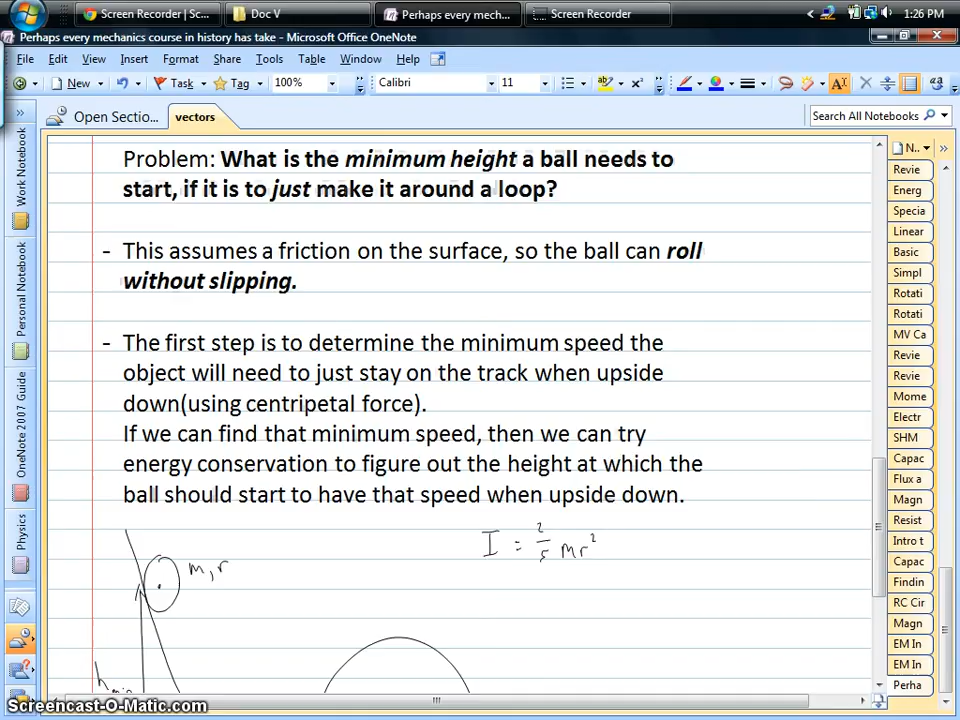 Screen Recorder | Sc...
Doc V
Perhaps every mech...
Screen Recorder
1:26 PM
Perhaps every mechanics course in history has take - Microsoft Office OneNote
File Edit View Insert Format Share Tools Table Window Help
New Task Tag 100% Calibri 11
Open Sectio... vectors Search All Notebooks
Problem: What is the minimum height a ball needs to
start, if it is to just make it around a loop?
- This assumes a friction on the surface, so the ball can roll
without slipping.
- The first step is to determine the minimum speed the
object will need to just stay on the track when upside
down(using centripetal force).
If we can find that minimum speed, then we can try
energy conservation to figure out the height at which the
ball should start to have that speed when upside down.
I = 2/5 mr²
m, r
h min
Work Notebook
Personal Notebook
OneNote 2007 Guide
Physics
N..
Revie
Energ
Specia
Linear
Basic
Simpl
Rotati
Rotati
MV Ca
Revie
Revie
Mome
Electr
SHM
Capac
Flux a
Magn
Resist
Intro t
Capac
Findin
RC Cir
Magn
EM In
EM In
Perha
Screencast-O-Matic.com